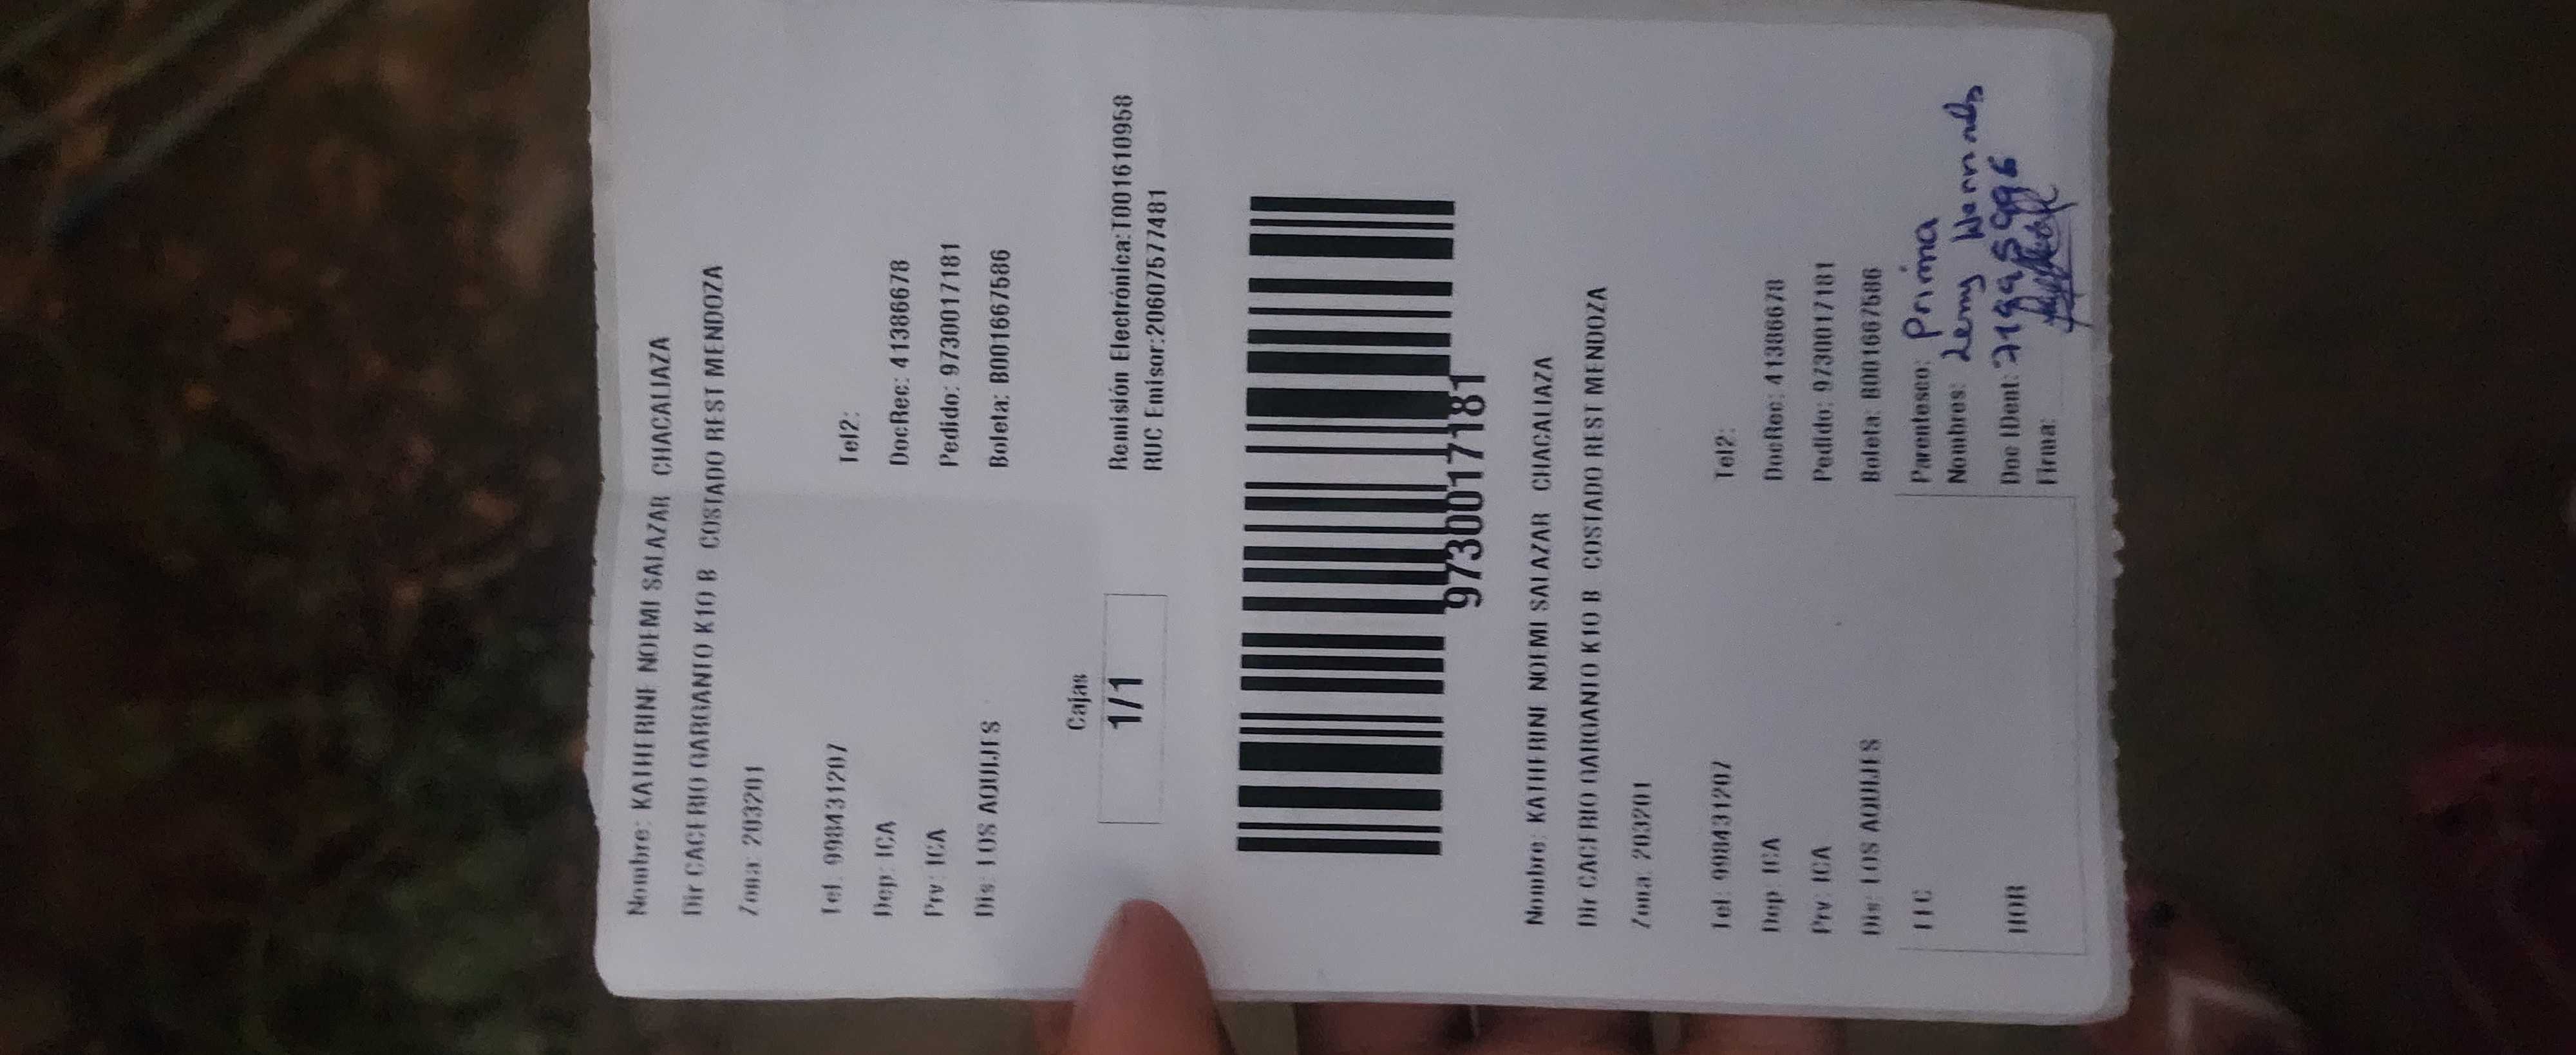 Nombre: KATHERINE NOEMI SALAZAR CHACALIAZA
Dir CACERIO GARGANTO K10 B COSTADO REST MENDOZA
Zona: 203201
Tel: 998431207 Tel2:
Dep: ICA DocRec: 41386678
Prv: ICA Pedido: 9730017181
Dis: LOS AQUIJES Boleta: B001667586
Cajas
1/1
Remisión Electrónica:T001610958
RUC Emisor:20607577481
9730017181
Nombre: KATHERINE NOEMI SALAZAR CHACALIAZA
Dir CACERIO GARGANTO K10 B COSTADO REST MENDOZA
Zona: 203201
Tel: 998431207 Tel2:
Dep: ICA DocRec: 41386678
Prv: ICA Pedido: 9730017181
Dis: LOS AQUIJES Boleta: B001667586
Parentesco: Prima
Nombres:
Doc IDent:
Firma:
HOR